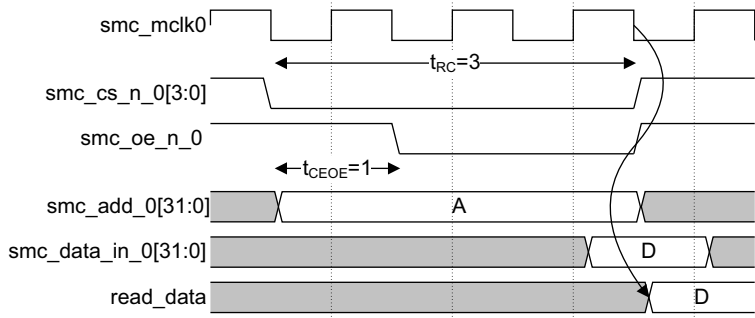 smc_mclk0
tRC=3
smc_cs_n_0[3:0]
smc_oe_n_0
tCEOE=1
smc_add_0[31:0] A
smc_data_in_0[31:0] D
read_data D